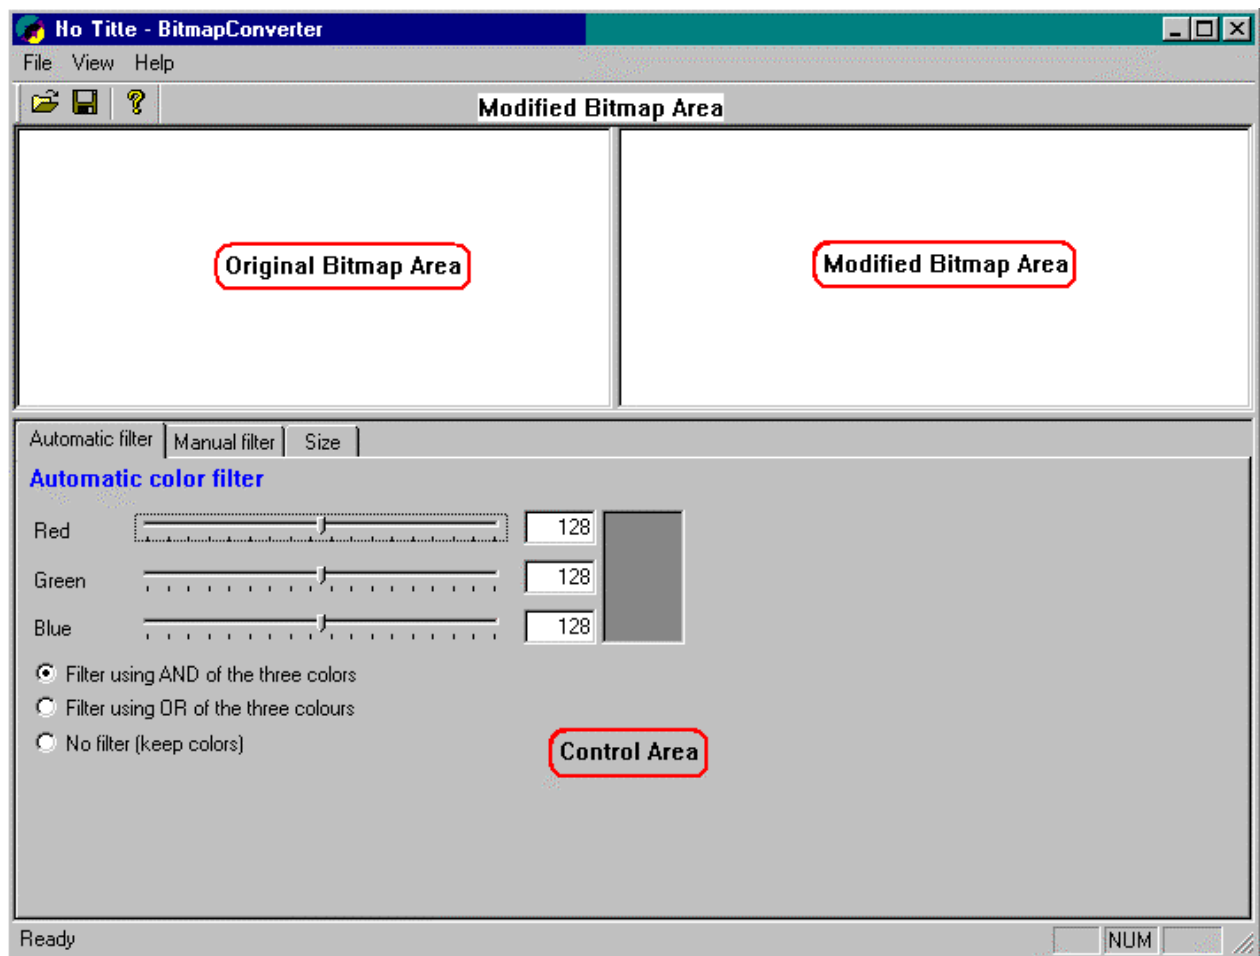 No Title - BitmapConverter
File View Help
Modified Bitmap Area
Original Bitmap Area
Modified Bitmap Area
Automatic filter Manual filter Size
Automatic color filter
Red 128
Green 128
Blue 128
Filter using AND of the three colors
Filter using OR of the three colours
No filter (keep colors)
Control Area
Ready NUM